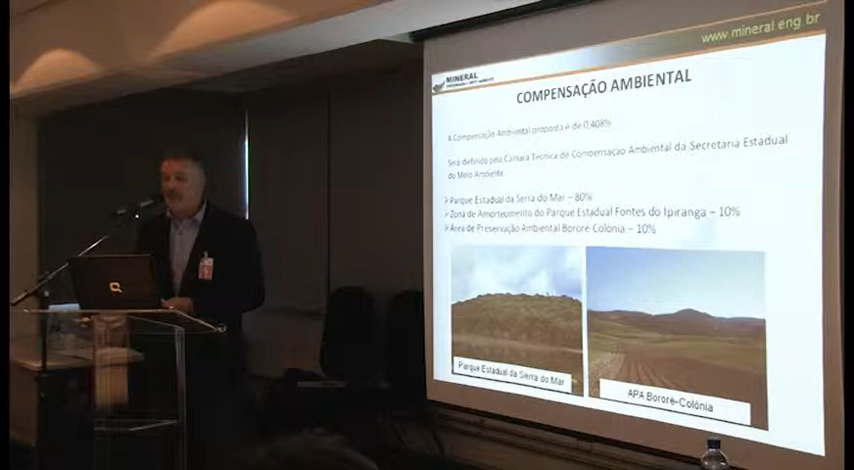 www.mineral.eng.br
MINERAL
COMPENSAÇÃO AMBIENTAL
A Compensação Ambiental proposta é de 0,408%
Será definido pela Câmara Técnica de Compensação Ambiental da Secretaria Estadual
do Meio Ambiente.
Parque Estadual da Serra do Mar – 80%
Zona de Amortecimento do Parque Estadual Fontes do Ipiranga – 10%
Área de Preservação Ambiental Bororé-Colônia – 10%
Parque Estadual da Serra do Mar
APA Bororé-Colônia